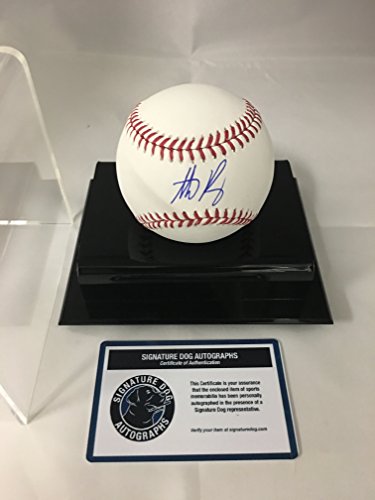 SIGNATURE DOG AUTOGRAPHS
Certificate of Authentication
SIGNATURE DOG
AUTOGRAPHS
This Certificate is your assurance
that the enclosed item of sports
memorabilia has been personally
autographed in the presence of a
Signature Dog representative.
Verify your item at signaturedog.com